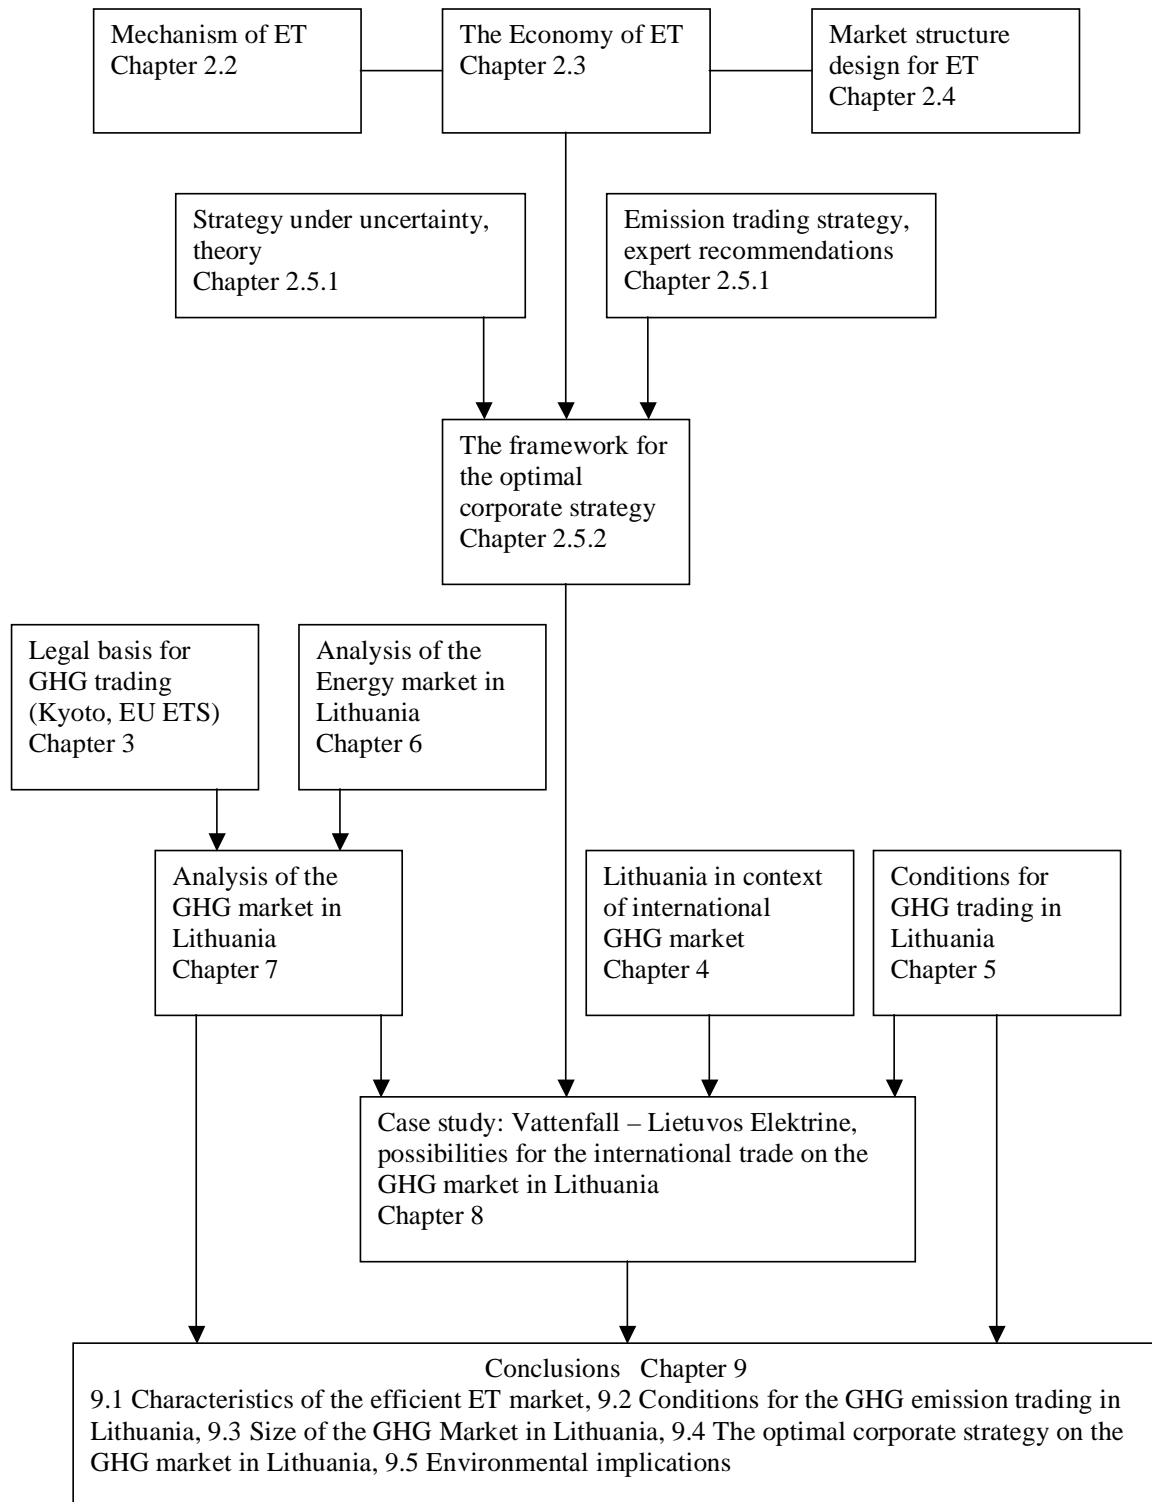 Mechanism of ET
Chapter 2.2
The Economy of ET
Chapter 2.3
Market structure
design for ET
Chapter 2.4
Strategy under uncertainty,
theory
Chapter 2.5.1
Emission trading strategy,
expert recommendations
Chapter 2.5.1
The framework for
the optimal
corporate strategy
Chapter 2.5.2
Legal basis for
GHG trading
(Kyoto, EU ETS)
Chapter 3
Analysis of the
Energy market in
Lithuania
Chapter 6
Analysis of the
GHG market in
Lithuania
Chapter 7
Lithuania in context
of international
GHG market
Chapter 4
Conditions for
GHG trading in
Lithuania
Chapter 5
Case study: Vattenfall – Lietuvos Elektrine,
possibilities for the international trade on the
GHG market in Lithuania
Chapter 8
Conclusions Chapter 9
9.1 Characteristics of the efficient ET market, 9.2 Conditions for the GHG emission trading in
Lithuania, 9.3 Size of the GHG Market in Lithuania, 9.4 The optimal corporate strategy on the
GHG market in Lithuania, 9.5 Environmental implications